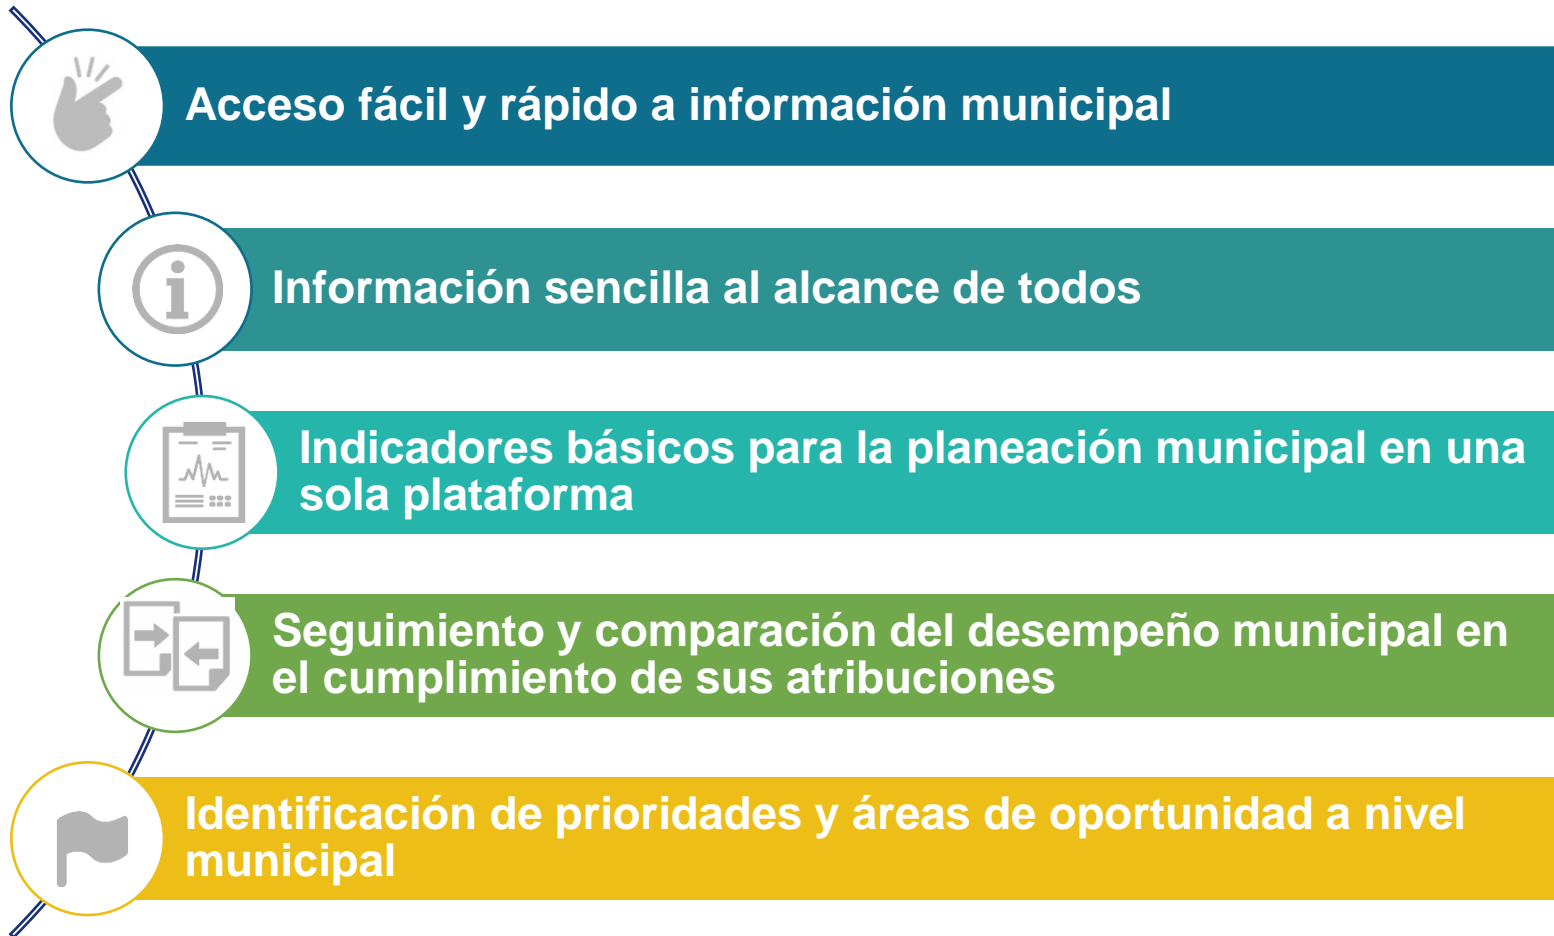 Acceso fácil y rápido a información municipal
Información sencilla al alcance de todos
Indicadores básicos para la planeación municipal en una
sola plataforma
Seguimiento y comparación del desempeño municipal en
el cumplimiento de sus atribuciones
Identificación de prioridades y áreas de oportunidad a nivel
municipal